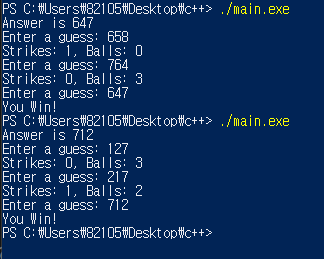 PS C:₩Users₩82105₩Desktop₩c++> ./main.exe
Answer is 647
Enter a guess: 658
Strikes: 1, Balls: 0
Enter a guess: 764
Strikes: 0, Balls: 3
Enter a guess: 647
You Win!
PS C:₩Users₩82105₩Desktop₩c++> ./main.exe
Answer is 712
Enter a guess: 127
Strikes: 0, Balls: 3
Enter a guess: 217
Strikes: 1, Balls: 2
Enter a guess: 712
You Win!
PS C:₩Users₩82105₩Desktop₩c++>